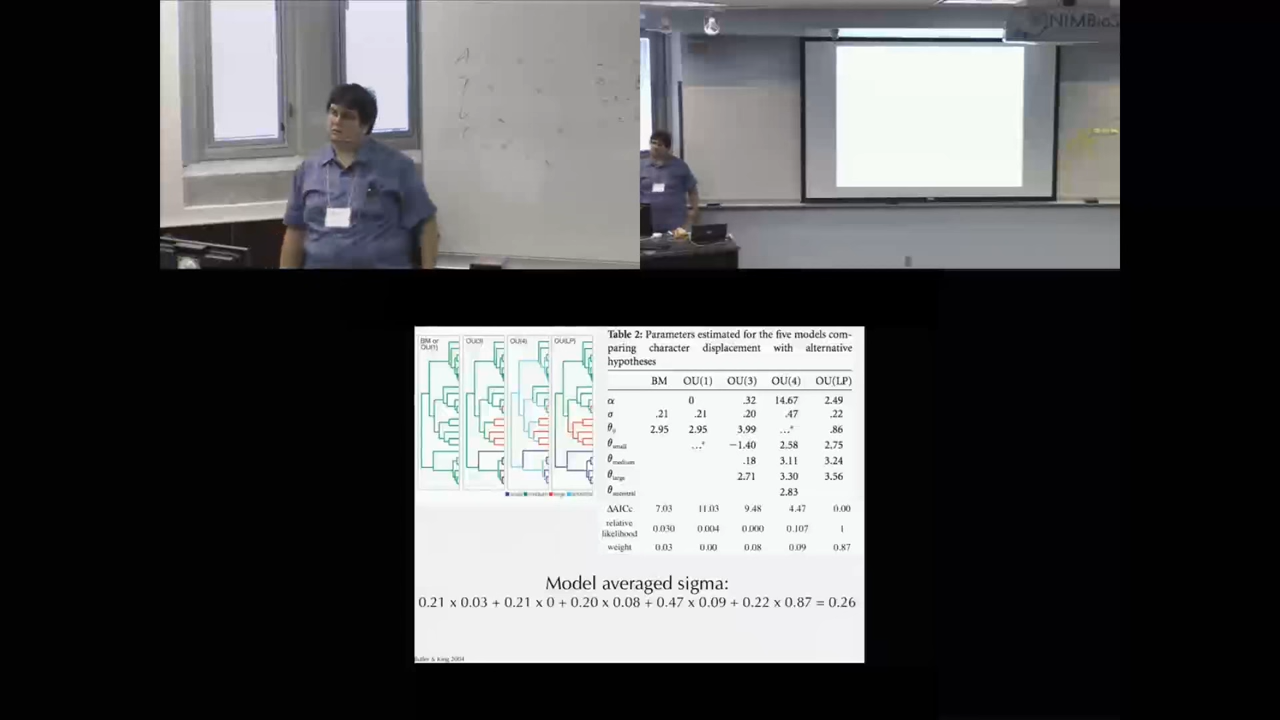 NIMBioS
BM or
OU(1)
OU(3)
OU(4)
OU(LP)
Table 2: Parameters estimated for the five models com-
paring character displacement with alternative
hypotheses
BM OU(1) OU(3) OU(4) OU(LP)
α 0 .32 14.67 2.49
σ .21 .21 .20 .47 .22
θ0 2.95 2.95 3.99 …ᵃ .86
θsmall …ᵃ −1.40 2.58 2.75
θmedium .18 3.11 3.24
θlarge 2.71 3.30 3.56
θancestral 2.83
ΔAICc 7.03 11.03 9.48 4.47 0.00
relative
likelihood 0.030 0.004 0.000 0.107 1
weight 0.03 0.00 0.08 0.09 0.87
small medium large ancestral
Model averaged sigma:
0.21 x 0.03 + 0.21 x 0 + 0.20 x 0.08 + 0.47 x 0.09 + 0.22 x 0.87 = 0.26
Butler & King 2004